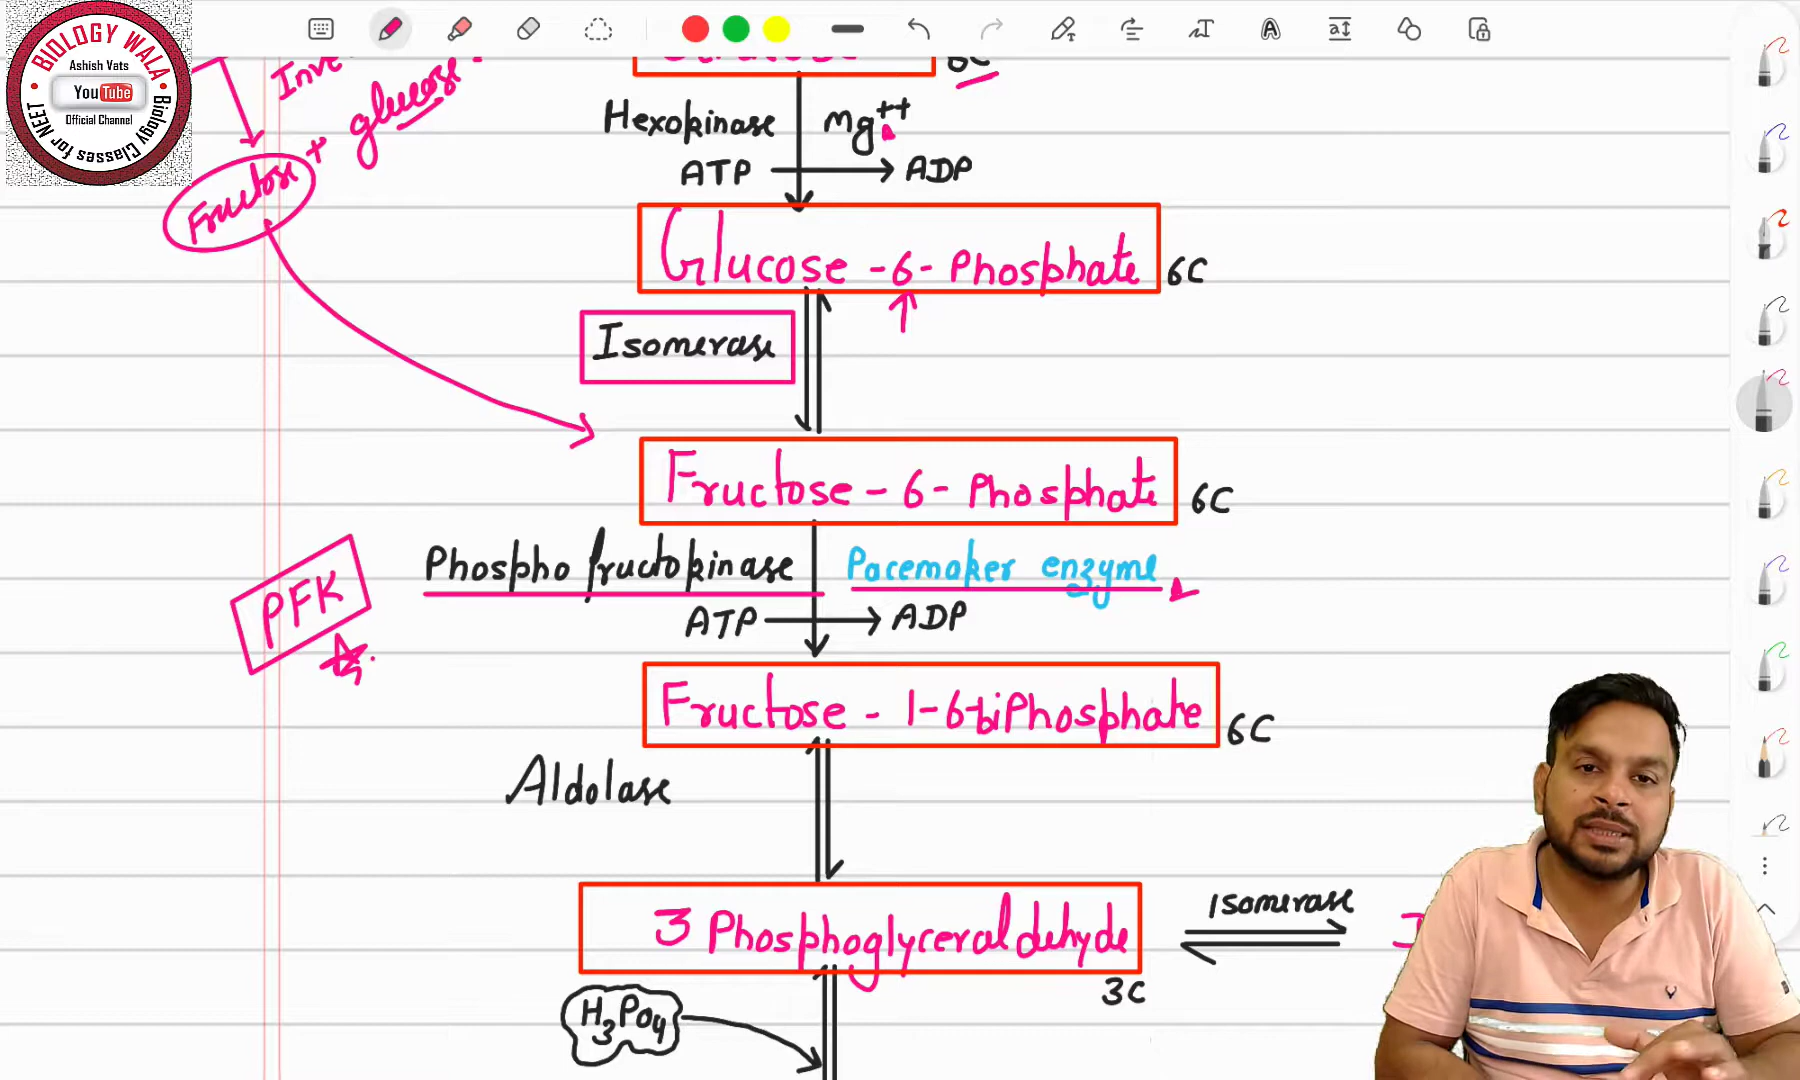 BIOLOGY WALA
Ashish Vats
YouTube
Official Channel
Biology Classes for NEET
6C
+ glucose
Fructose
Hexokinase
Mg++
ATP → ADP
Glucose - 6 - Phosphate
6C
Isomerase
Fructose - 6 - Phosphate
6C
Phospho fructokinase
Pacemaker enzyme
PFK
ATP → ADP
Fructose - 1-6-biPhosphate
6C
Aldolase
3 Phosphoglyceraldehyde
3C
Isomerase
H3PO4